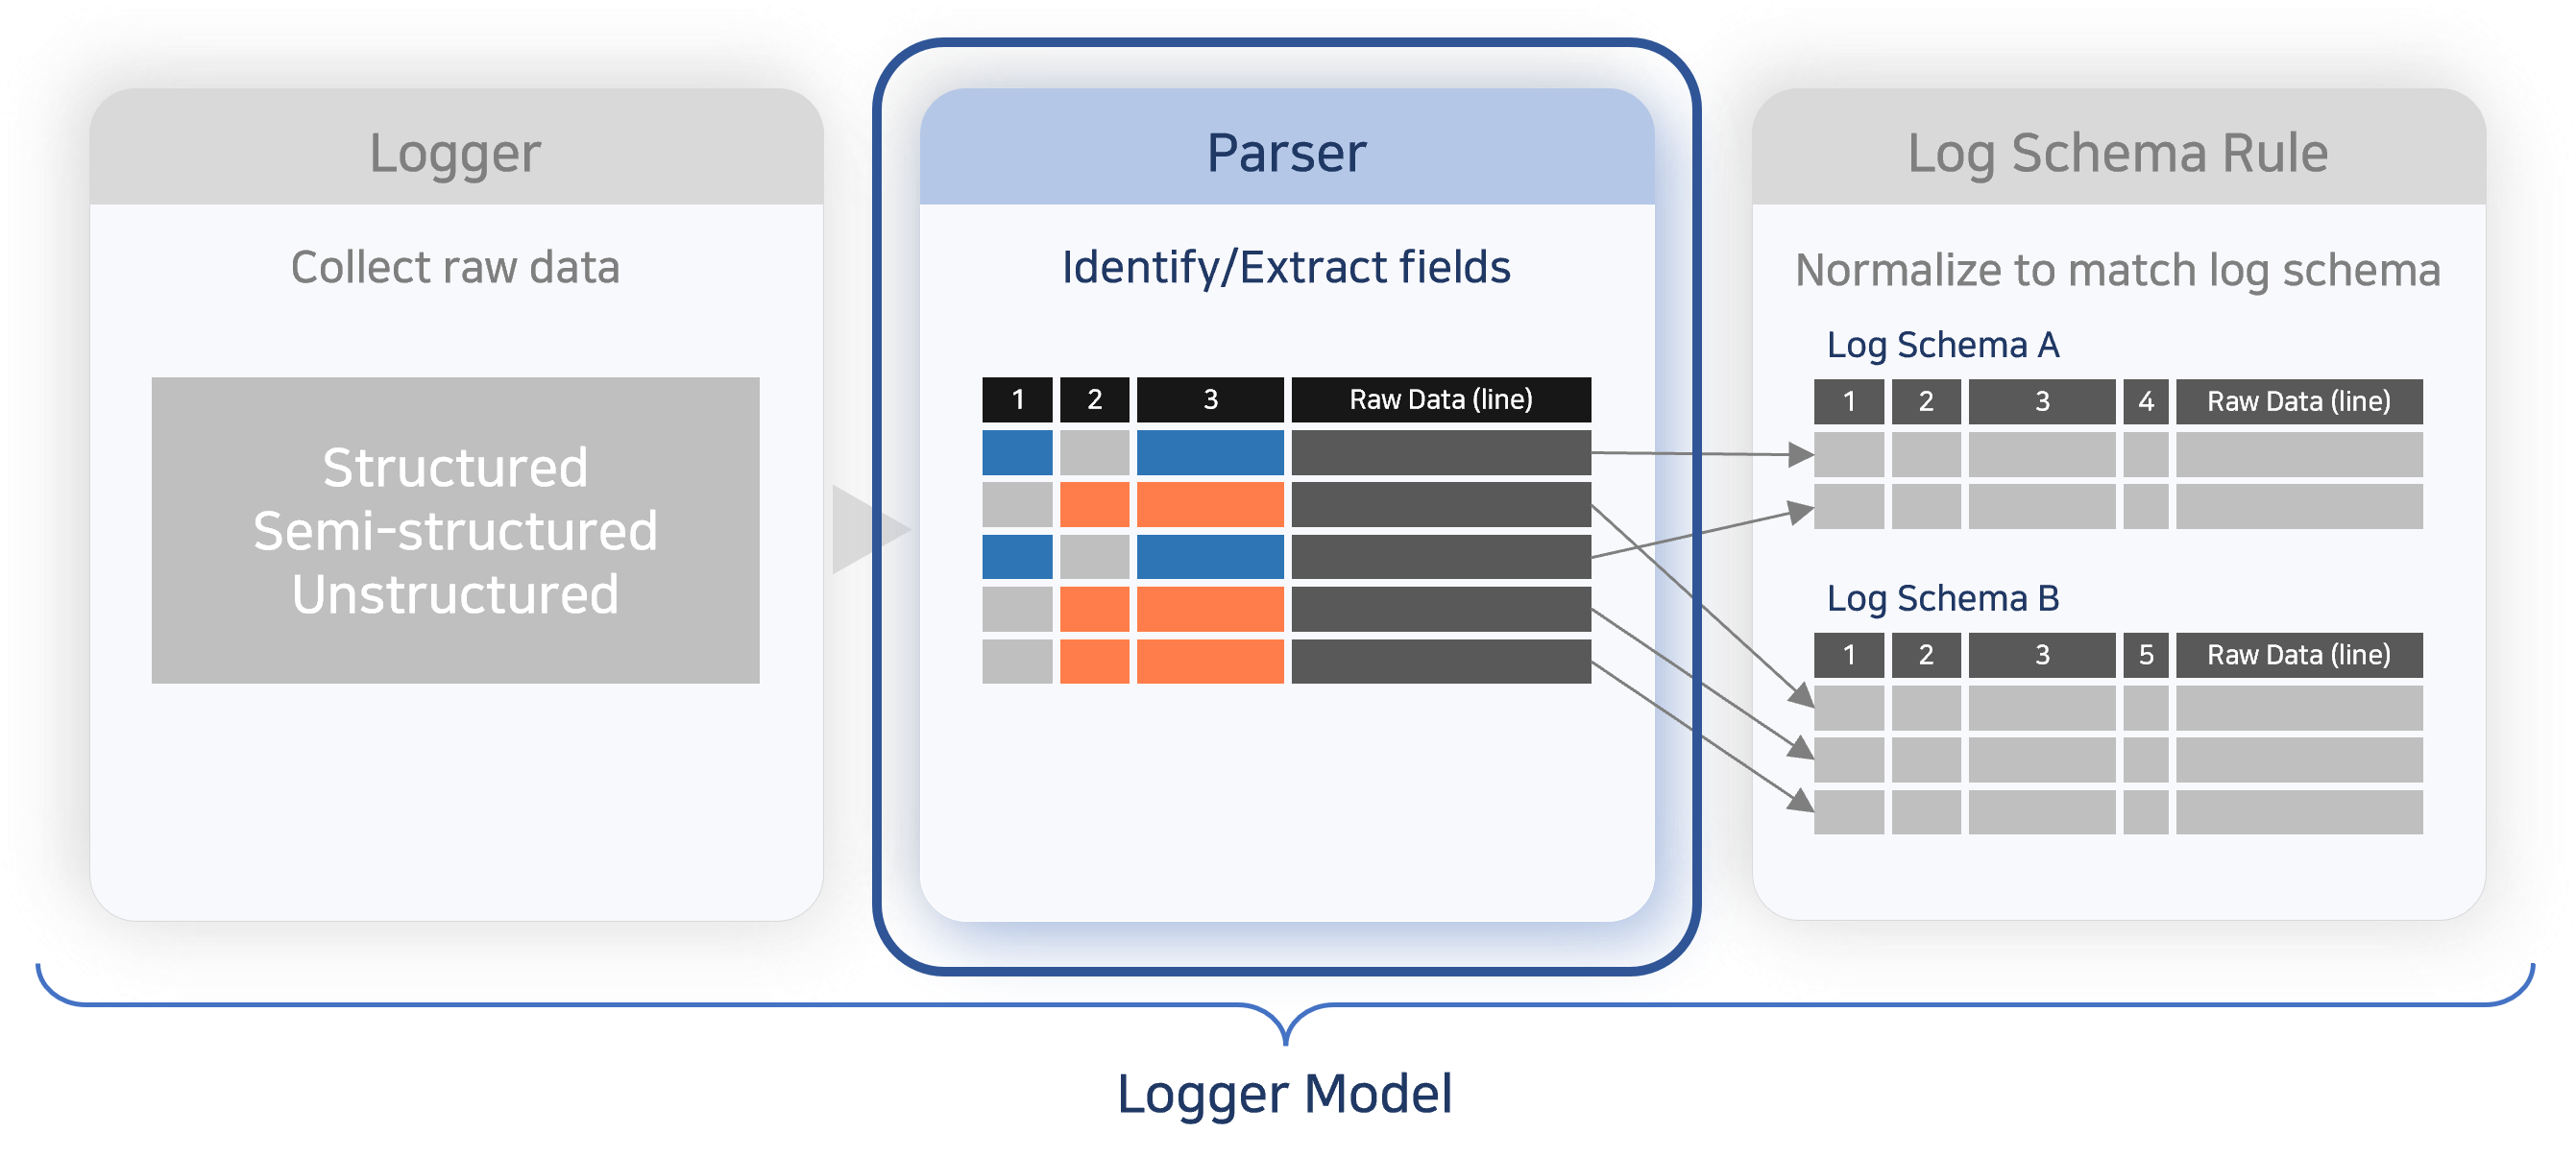 Logger
Collect raw data
Structured
Semi-structured
Unstructured
Parser
Identify/Extract fields
1 2 3 Raw Data (line)
Log Schema Rule
Normalize to match log schema
Log Schema A
1 2 3 4 Raw Data (line)
Log Schema B
1 2 3 5 Raw Data (line)
Logger Model